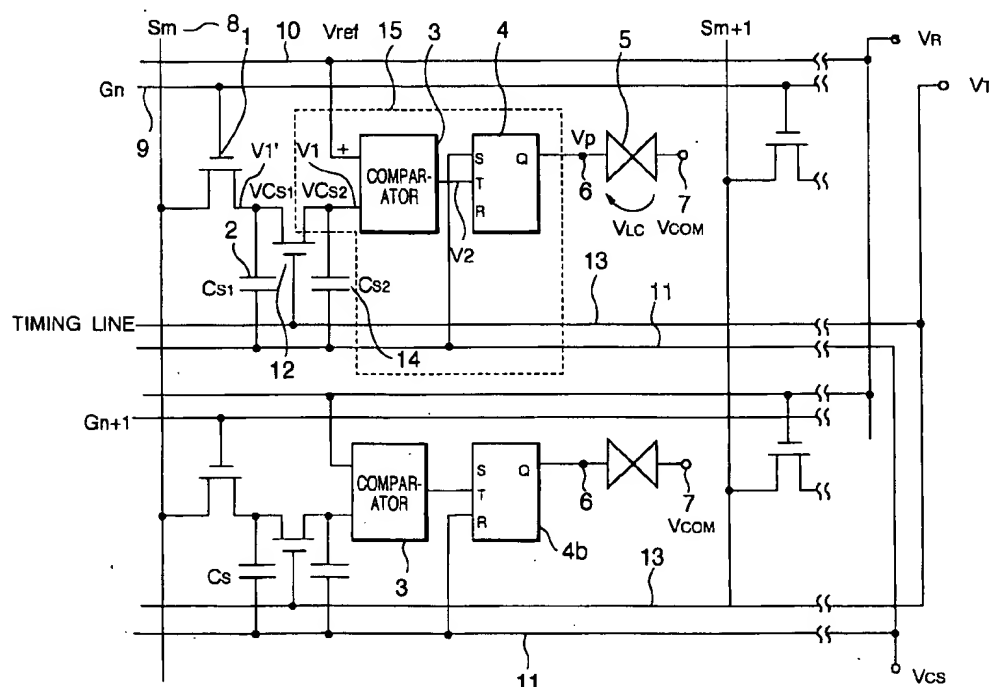 Sm 8 1 10 Vref 15 3 4 5 Sm+1 VR
Gn VT
9 V1' VCS1 VCS2 V1 + COMPAR-
ATOR S T R Q Vp 6 7
VLC VCOM
2 V2
CS1 CS2 13 11
TIMING LINE
12 14
Gn+1
COMPAR-
ATOR S T R Q 6 7
VCOM
4b
Cs 3 13
11 VCS